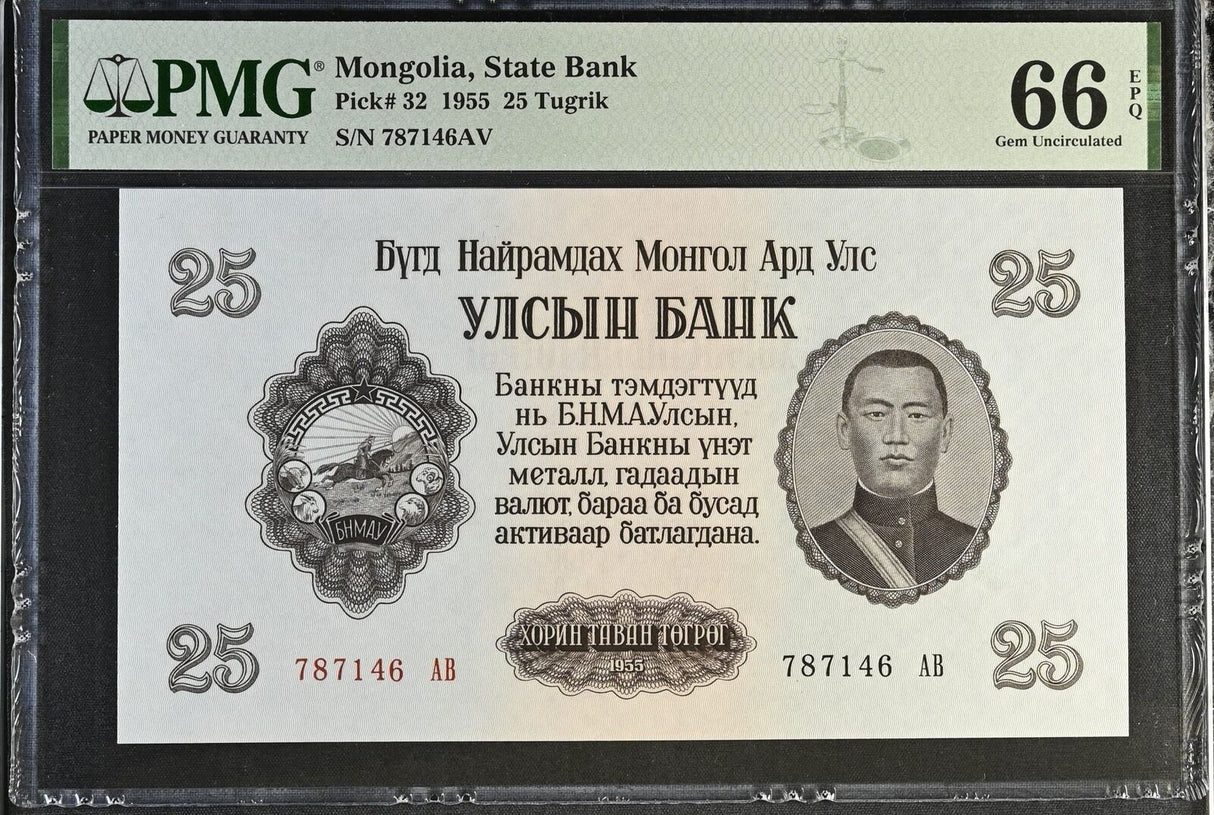 PMG® Mongolia, State Bank
Pick# 32 1955 25 Tugrik
PAPER MONEY GUARANTY S/N 787146AV
66 EPQ
Gem Uncirculated
25 Бүгд Найрамдах Монгол Ард Улс 25
УЛСЫН БАНК
Банкны тэмдэгтүүд
нь Б.Н.М.А.Улсын,
Улсын Банкны үнэт
металл, гадаадын
валют, бараа ба бусад
активаар батлагдана.
БНМАУ
ХОРИН ТАВАН ТӨГРӨГ
1955
25 787146 АВ 787146 АВ 25